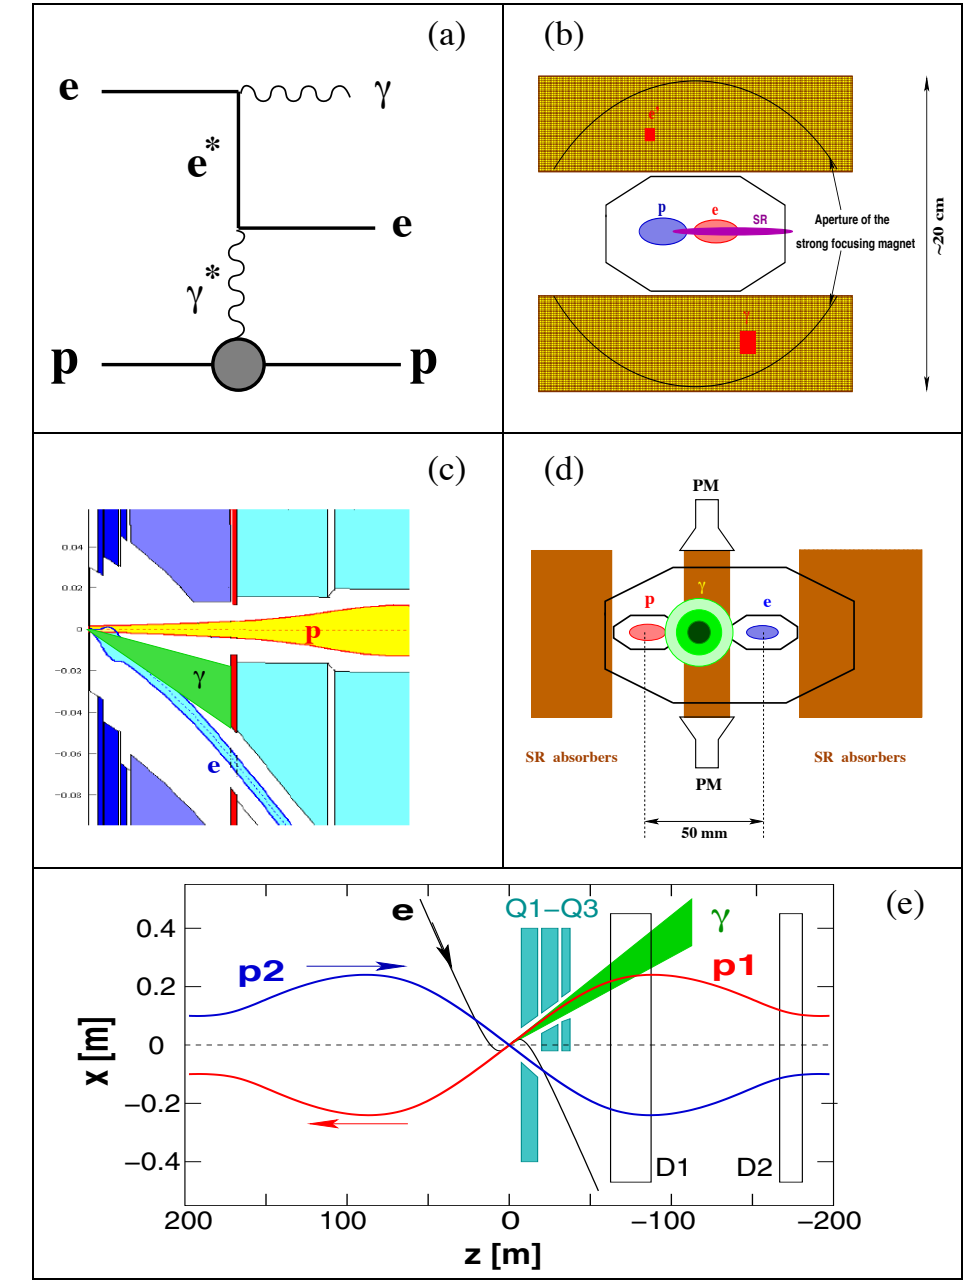 (a)
e
γ
e*
e
γ*
p
p
(b)
e'
p
e
SR
Aperture of the
strong focusing magnet
γ
~20 cm
(c)
0.04
0.02
0
−0.02
−0.04
−0.06
−0.08
p
γ
e
(d)
PM
γ
p
e
SR absorbers
SR absorbers
PM
50 mm
(e)
e
Q1−Q3
γ
p2
p1
0.4
0.2
0
−0.2
−0.4
x [m]
D1
D2
200
100
0
−100
−200
z [m]